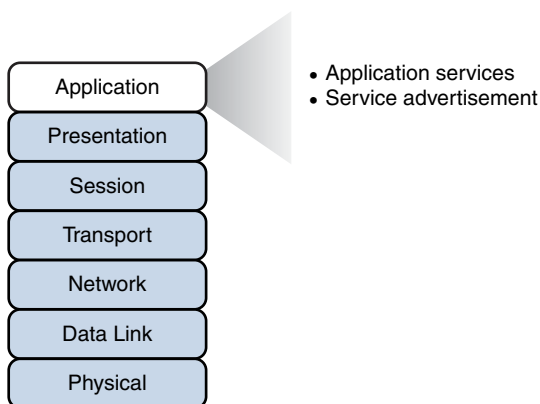 Application
• Application services
• Service advertisement
Presentation
Session
Transport
Network
Data Link
Physical